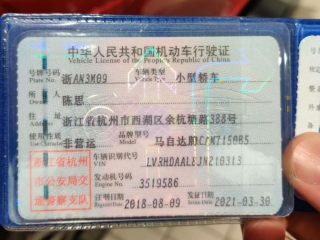 中华人民共和国机动车行驶证
Vehicle License of the People's Republic of China
号牌号码 浙AN3M09 车辆类型 小型轿车
所有人 陈思
住址 浙江省杭州市西湖区余杭塘路388号
使用性质 非营运 品牌型号 马自达牌CAM7150B5
浙江省杭州市公安局交通警察支队
车辆识别代号 VIN
发动机号码 3519586
Engine No.
注册日期 2018-08-09 发证日期 2021-03-30